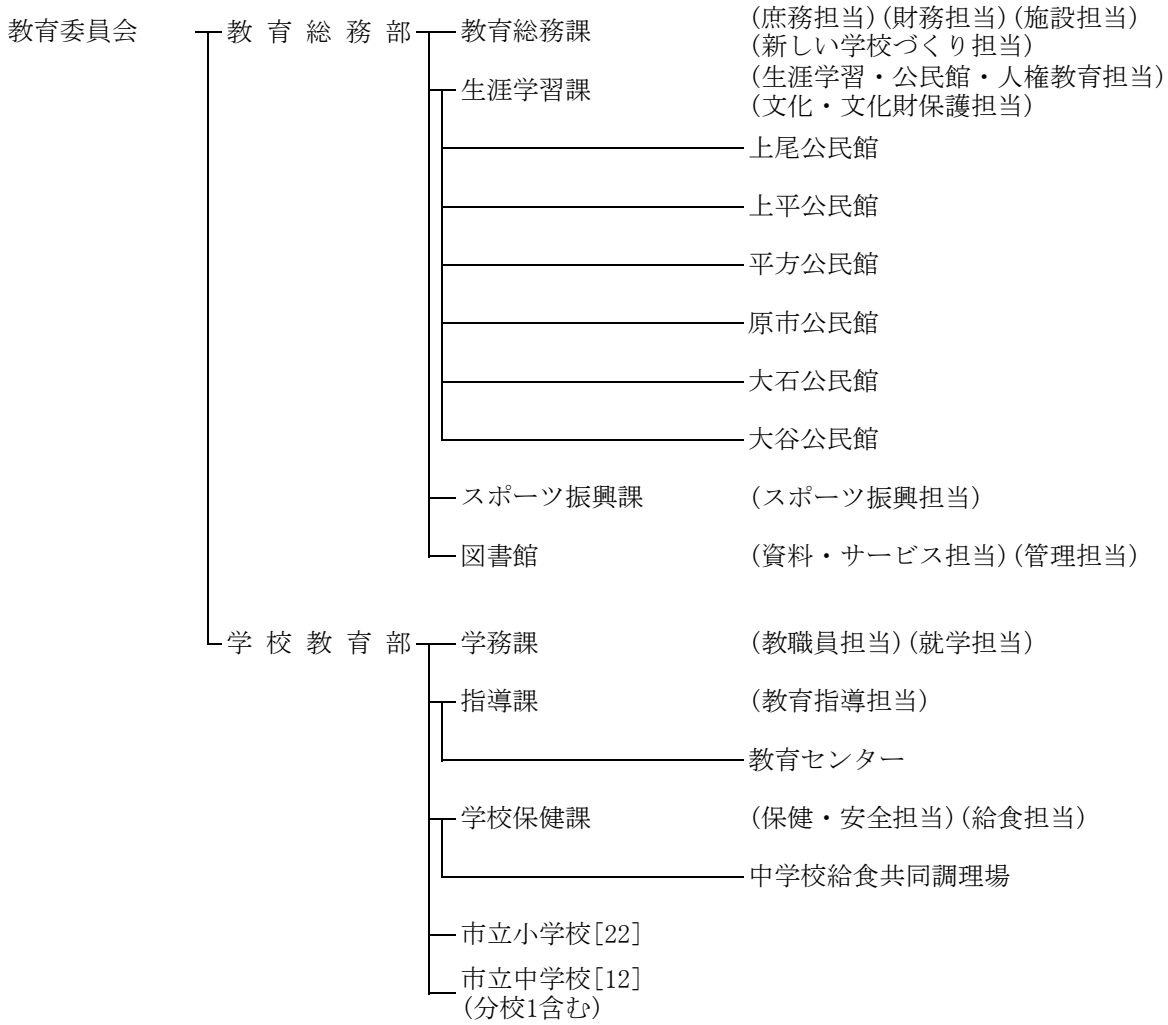 教育委員会
教育総務部
教育総務課
(庶務担当)(財務担当)(施設担当)
(新しい学校づくり担当)
生涯学習課
(生涯学習・公民館・人権教育担当)
(文化・文化財保護担当)
上尾公民館
上平公民館
平方公民館
原市公民館
大石公民館
大谷公民館
スポーツ振興課
(スポーツ振興担当)
図書館
(資料・サービス担当)(管理担当)
学校教育部
学務課
(教職員担当)(就学担当)
指導課
(教育指導担当)
教育センター
学校保健課
(保健・安全担当)(給食担当)
中学校給食共同調理場
市立小学校[22]
市立中学校[12]
(分校1含む)